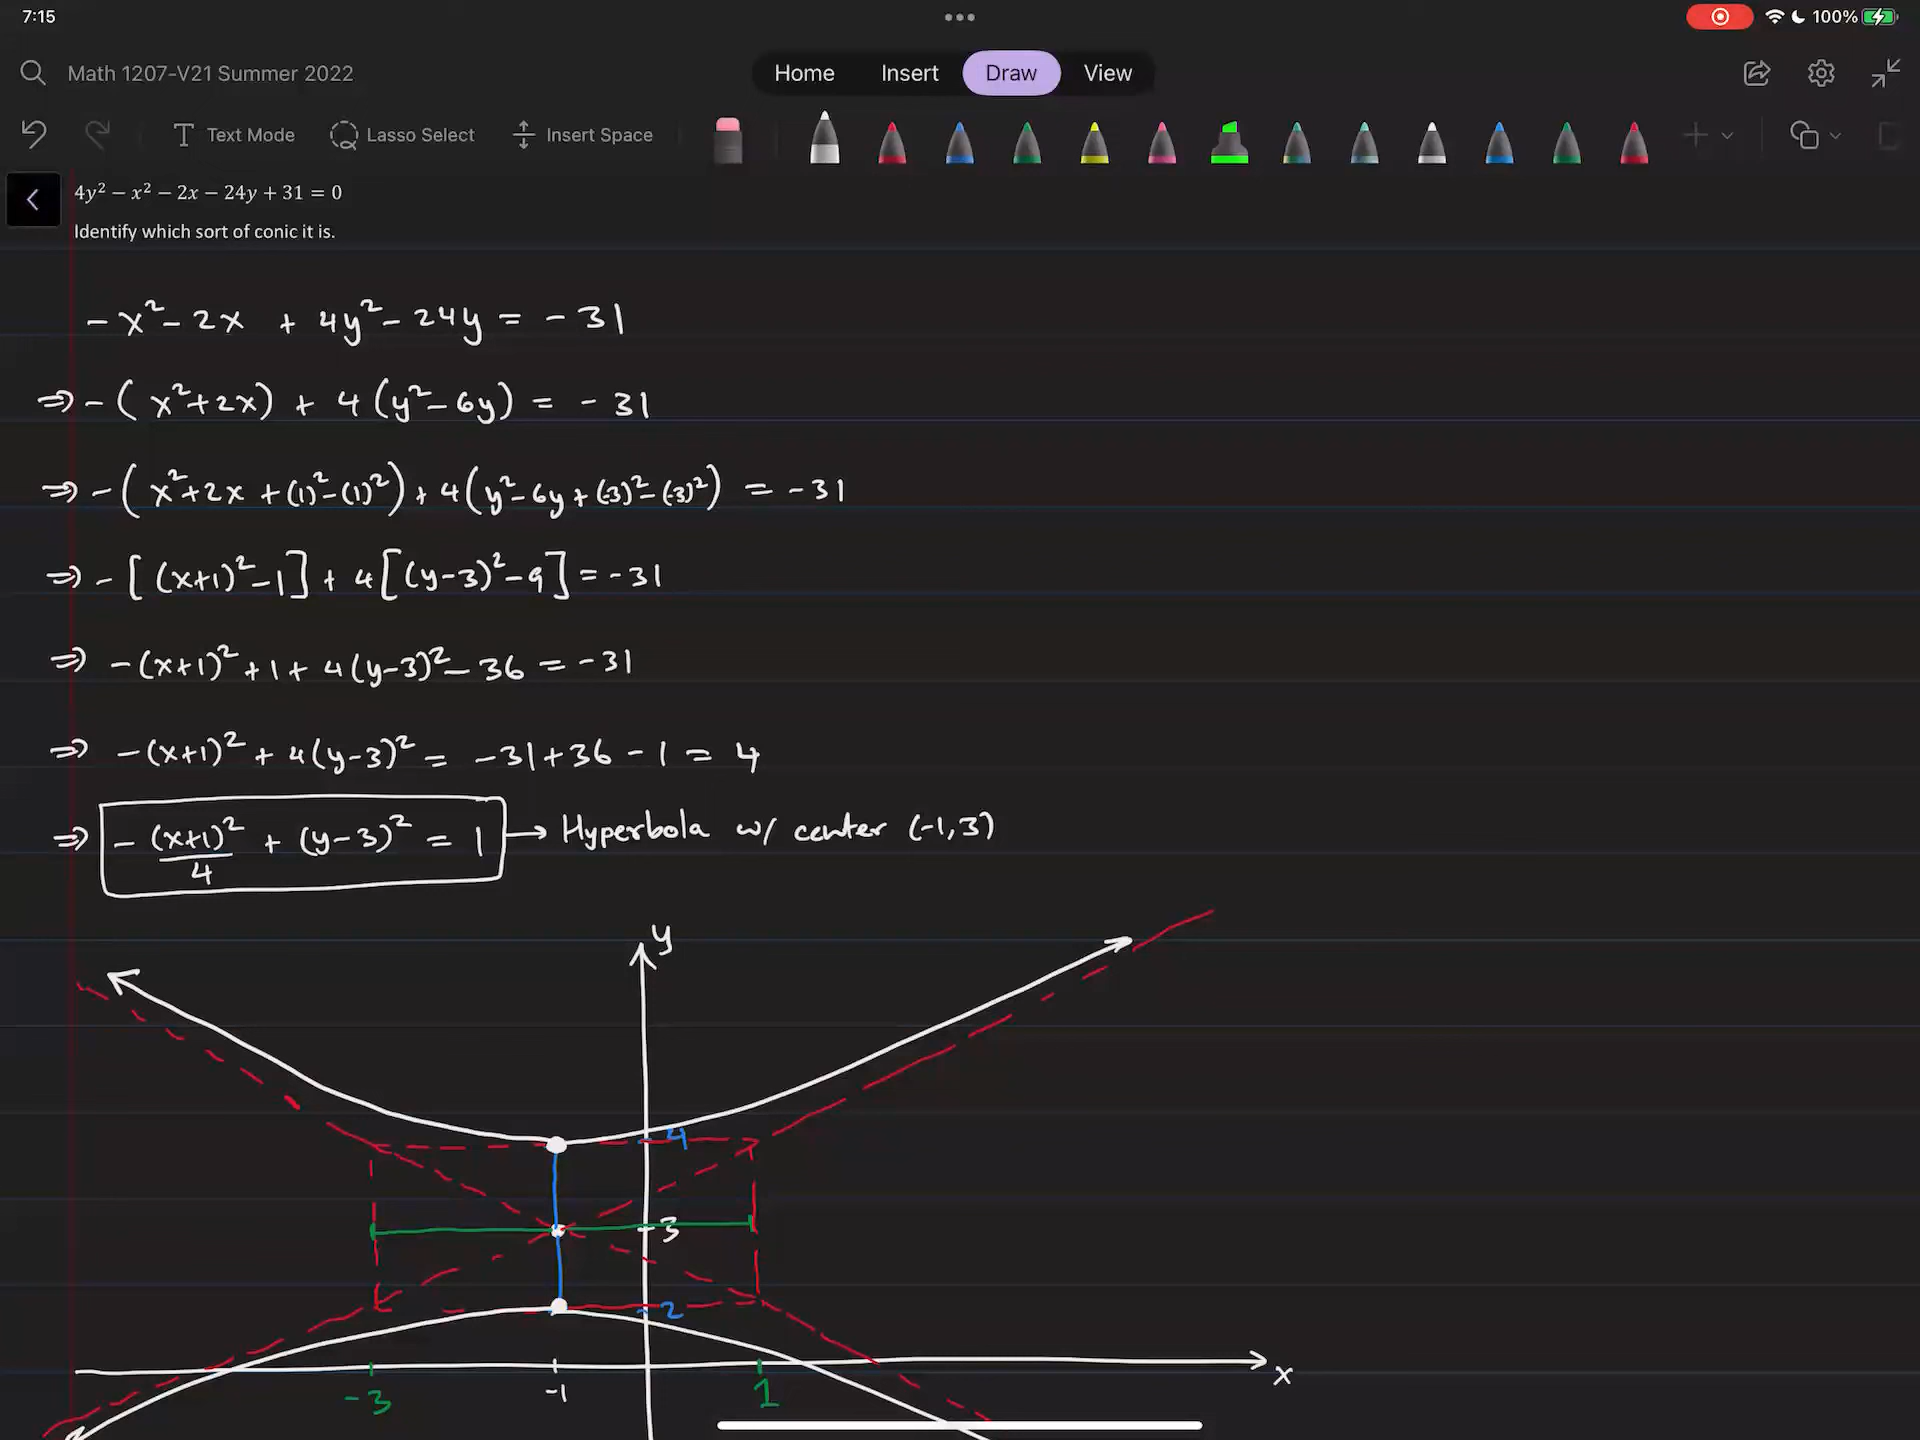 7:15
100%
Math 1207-V21 Summer 2022
Home Insert Draw View
Text Mode Lasso Select Insert Space
4y² − x² − 2x − 24y + 31 = 0
Identify which sort of conic it is.
-x²-2x + 4y²-24y = -31
⇒ -(x²+2x) + 4(y²-6y) = -31
⇒ -(x²+2x+(1)²-(1)²)+4(y²-6y+(-3)²-(-3)²) = -31
⇒ -[(x+1)²-1]+4[(y-3)²-9]=-31
⇒ -(x+1)²+1+4(y-3)²-36=-31
⇒ -(x+1)²+4(y-3)² = -31+36-1 = 4
⇒ -(x+1)²/4 + (y-3)² = 1 → Hyperbola w/ center (-1,3)
y
4
3
2
x
-3 -1 1